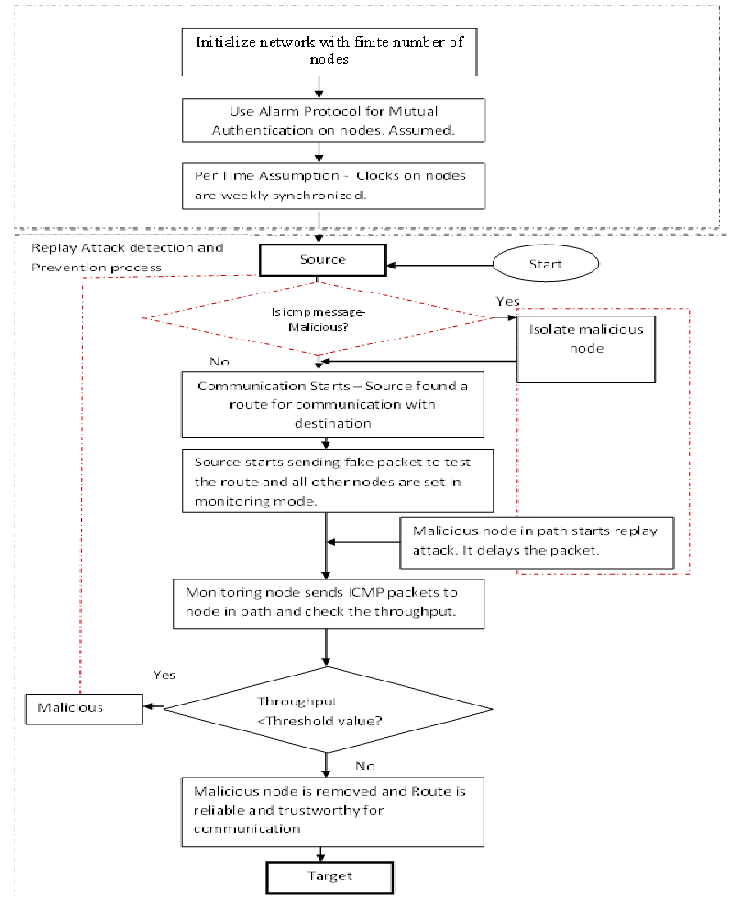 Initialize network with finite number of
nodes
Use Alarm Protocol for Mutual
Authentication on nodes. Assumed.
Per Time Assumption - Clocks on nodes
are weekly synchronized.
Replay Attack detection and
Prevention process
Source
Start
Is icmp message-
Malicious?
Yes
Isolate malicious
node
No
Communication Starts – Source found a
route for communication with
destination
Source starts sending fake packet to test
the route and all other nodes are set in
monitoring mode.
Malicious node in path starts replay
attack. It delays the packet.
Monitoring node sends ICMP packets to
node in path and check the throughput.
Yes
Malicious
Throughput
<Threshold value?
No
Malicious node is removed and Route is
reliable and trustworthy for
communication
Target